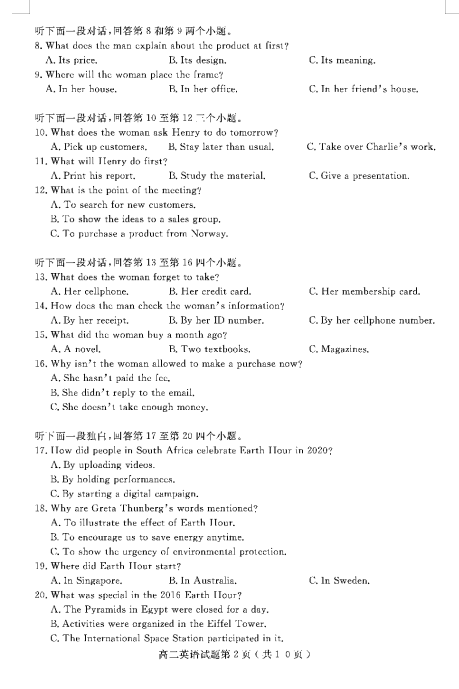 听下面一段对话,回答第 8 和第 9 两个小题。
8. What does the man explain about the product at first?
A. Its price. B. Its design. C. Its meaning.
9. Where will the woman place the frame?
A. In her house. B. In her office. C. In her friend's house.
听下面一段对话,回答第 10 至第 12 三个小题。
10. What does the woman ask Henry to do tomorrow?
A. Pick up customers. B. Stay later than usual. C. Take over Charlie's work.
11. What will Henry do first?
A. Print his report. B. Study the material. C. Give a presentation.
12. What is the point of the meeting?
A. To search for new customers.
B. To show the ideas to a sales group.
C. To purchase a product from Norway.
听下面一段对话,回答第 13 至第 16 四个小题。
13. What does the woman forget to take?
A. Her cellphone. B. Her credit card. C. Her membership card.
14. How does the man check the woman's information?
A. By her receipt. B. By her ID number. C. By her cellphone number.
15. What did the woman buy a month ago?
A. A novel. B. Two textbooks. C. Magazines.
16. Why isn't the woman allowed to make a purchase now?
A. She hasn't paid the fee.
B. She didn't reply to the email.
C. She doesn't take enough money.
听下面一段独白,回答第 17 至第 20 四个小题。
17. How did people in South Africa celebrate Earth Hour in 2020?
A. By uploading videos.
B. By holding performances.
C. By starting a digital campaign.
18. Why are Greta Thunberg's words mentioned?
A. To illustrate the effect of Earth Hour.
B. To encourage us to save energy anytime.
C. To show the urgency of environmental protection.
19. Where did Earth Hour start?
A. In Singapore. B. In Australia. C. In Sweden.
20. What was special in the 2016 Earth Hour?
A. The Pyramids in Egypt were closed for a day.
B. Activities were organized in the Eiffel Tower.
C. The International Space Station participated in it.
高二英语试题第 2 页 ( 共 1 0 页 )